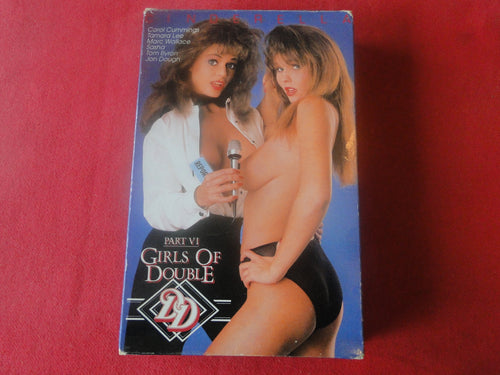 Carol Cummings
Tamara Lee
Marc Wallace
Sasha
Tom Byron
Jon Dough
PART VI
GIRLS OF
DOUBLE
DD